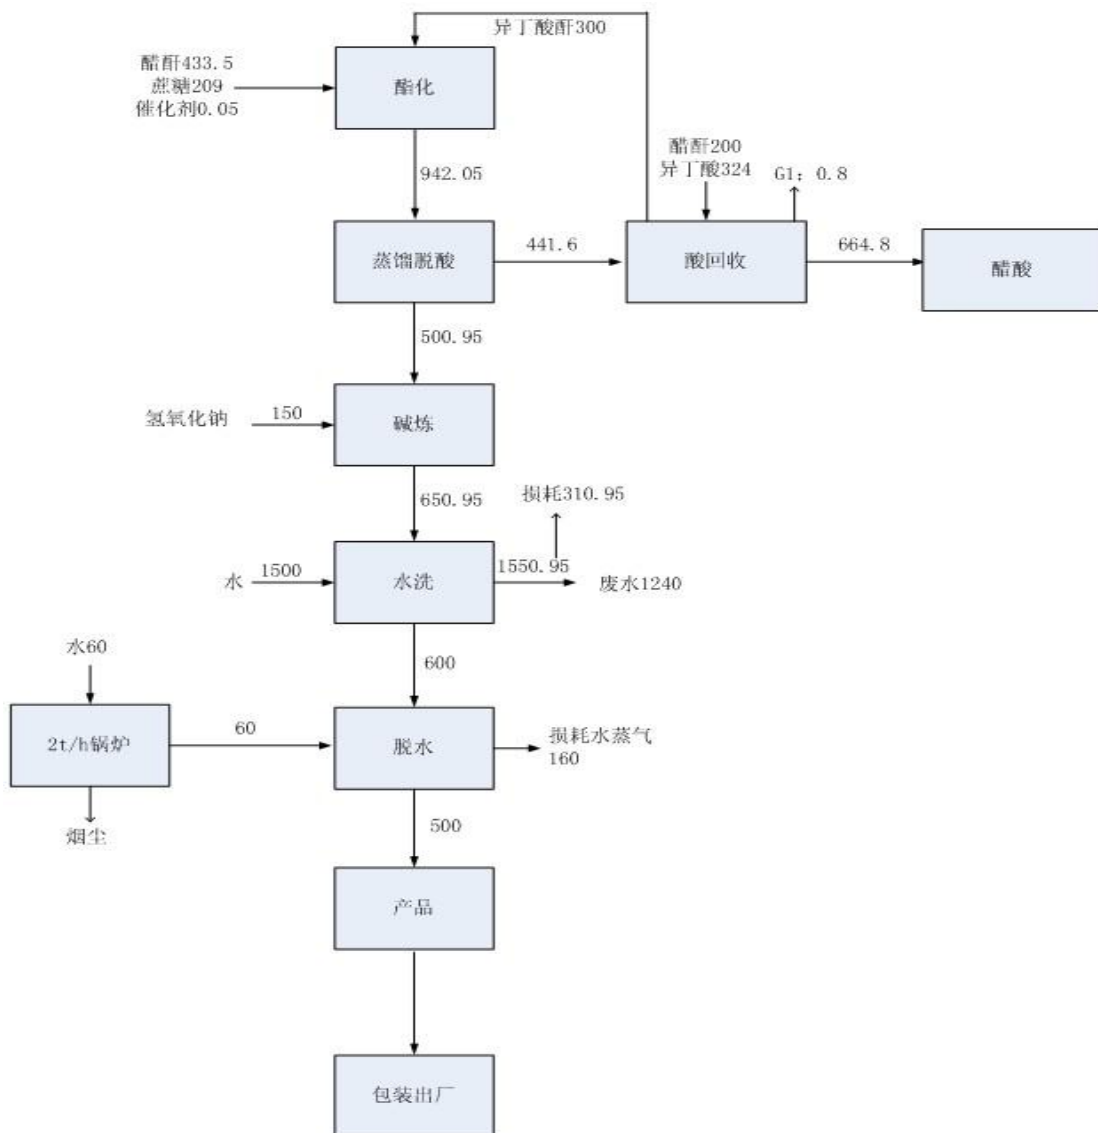 异丁酸酐300
醋酐433.5
蔗糖209
催化剂0.05
酯化
942.05
醋酐200
异丁酸324
G1：0.8
蒸馏脱酸
441.6
酸回收
664.8
醋酸
500.95
氢氧化钠
150
碱炼
650.95
损耗310.95
水
1500
水洗
1550.95
废水1240
600
水60
2t/h锅炉
60
脱水
损耗水蒸气
160
烟尘
500
产品
包装出厂